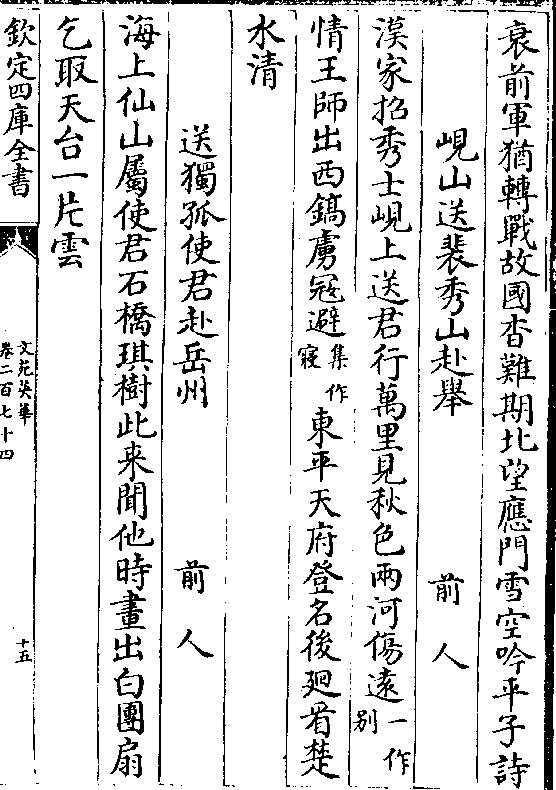 衰前軍猶轉戰故國杳難期北望應門雪空吟平子詩
峴山送裴秀山赴舉　前人
漢家招秀士峴上送君行萬里見秋色兩河傷遠一作别
情王師出西鎬虜寇避集作寝東平天府登名後廻看楚
水清
送獨孤使君赴岳州　前人
海上仙山屬使君石橋琪樹此来聞他時畫出白團扇
乞取天台一片雲
欽定四庫全書
文苑英華
卷二百七十四
十五